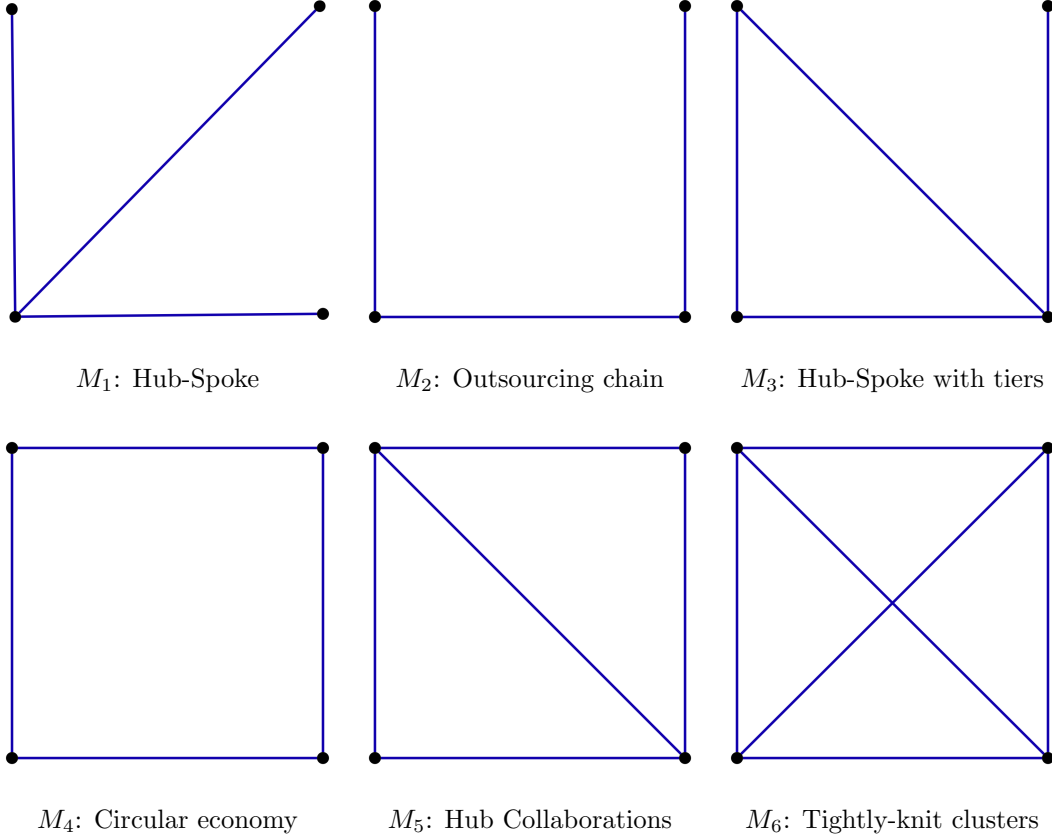 M₁: Hub-Spoke
M₂: Outsourcing chain
M₃: Hub-Spoke with tiers
M₄: Circular economy
M₅: Hub Collaborations
M₆: Tightly-knit clusters